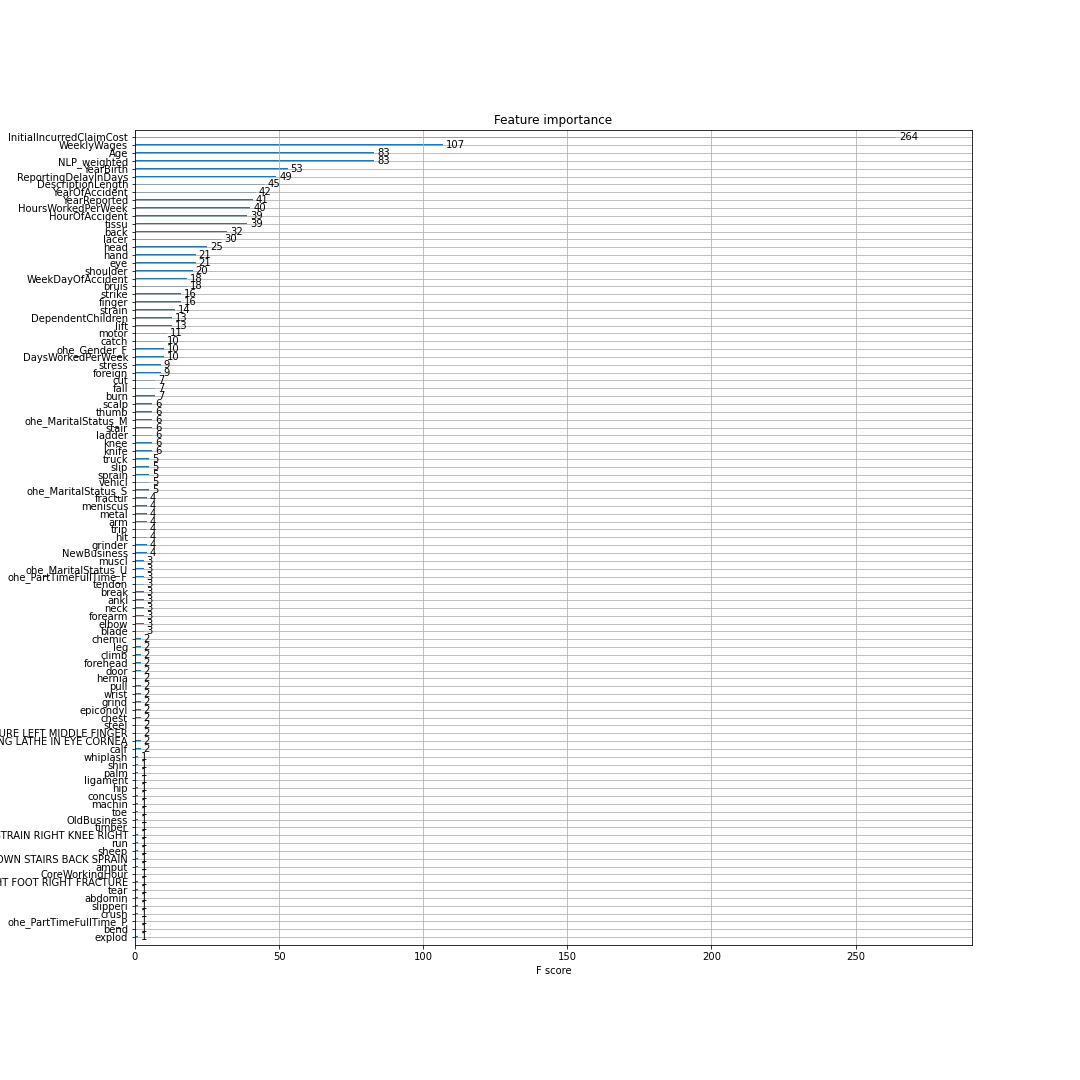 Feature importance
InitialIncurredClaimCost 264
WeeklyWages 107
Age 83
NLP_weighted 83
YearBirth 53
ReportingDelayInDays 49
DescriptionLength 45
YearOfAccident 42
YearReported 41
HoursWorkedPerWeek 40
HourOfAccident 39
tissu 39
back 32
lacer 30
head 25
hand 21
eye 21
shoulder 20
WeekDayOfAccident 18
bruis 18
strike 16
finger 16
strain 14
DependentChildren 13
lift 13
motor 11
catch 10
ohe_Gender_F 10
DaysWorkedPerWeek 10
stress 9
foreign 9
cut 7
fall 7
burn 7
scalp 6
thumb 6
ohe_MaritalStatus_M 6
stair 6
ladder 6
knee 6
knife 6
truck 5
slip 5
sprain 5
vehicl 5
ohe_MaritalStatus_S 5
fractur 4
meniscus 4
metal 4
arm 4
trip 4
hit 4
grinder 4
NewBusiness 4
muscl 3
ohe_MaritalStatus_U 3
ohe_PartTimeFullTime_F 3
tendon 3
break 3
ankl 3
neck 3
forearm 3
elbow 3
blade 3
chemic 2
leg 2
climb 2
forehead 2
door 2
hernia 2
pull 2
wrist 2
grind 2
epicondyl 2
chest 2
steel 2
URE LEFT MIDDLE FINGER 2
NG LATHE IN EYE CORNEA 2
calf 2
whiplash 1
shin 1
palm 1
ligament 1
hip 1
concuss 1
machin 1
toe 1
OldBusiness 1
timber 1
TRAIN RIGHT KNEE RIGHT 1
run 1
sheep 1
OWN STAIRS BACK SPRAIN 1
amput 1
CoreWorkingHour 1
HT FOOT RIGHT FRACTURE 1
tear 1
abdomin 1
slipperi 1
crush 1
ohe_PartTimeFullTime_P 1
bend 1
explod 1
0 50 100 150 200 250
F score